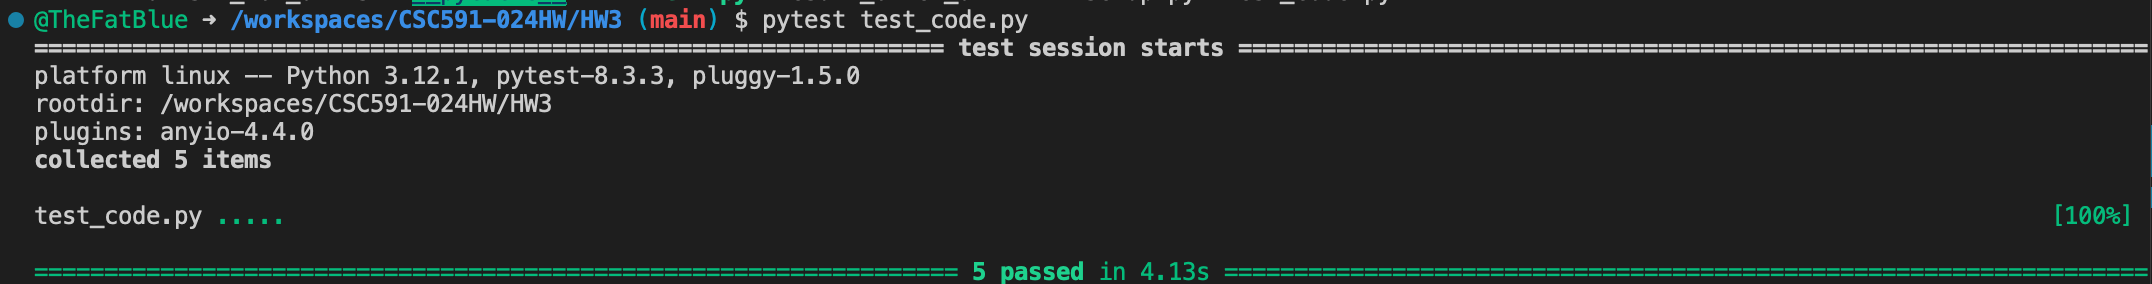 @TheFatBlue ➜ /workspaces/CSC591-024HW/HW3 (main) $ pytest test_code.py
================================================================= test session starts =================================================================
platform linux -- Python 3.12.1, pytest-8.3.3, pluggy-1.5.0
rootdir: /workspaces/CSC591-024HW/HW3
plugins: anyio-4.4.0
collected 5 items
test_code.py ..... [100%]
================================================================== 5 passed in 4.13s ==================================================================